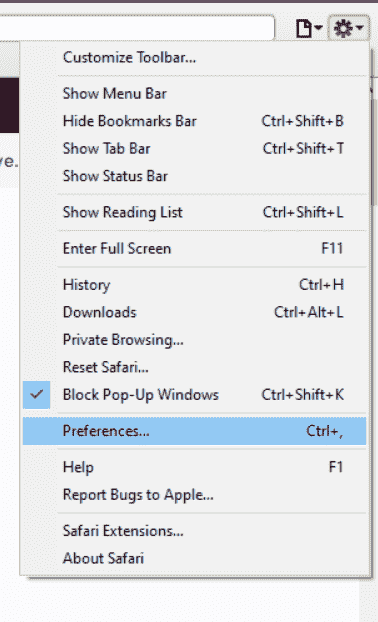 Customize Toolbar...
Show Menu Bar
Hide Bookmarks Bar Ctrl+Shift+B
Show Tab Bar Ctrl+Shift+T
ve.
Show Status Bar
Show Reading List Ctrl+Shift+L
Enter Full Screen F11
History Ctrl+H
Downloads Ctrl+Alt+L
Private Browsing...
Reset Safari...
Block Pop-Up Windows Ctrl+Shift+K
Preferences... Ctrl+,
Help F1
Report Bugs to Apple...
Safari Extensions...
About Safari